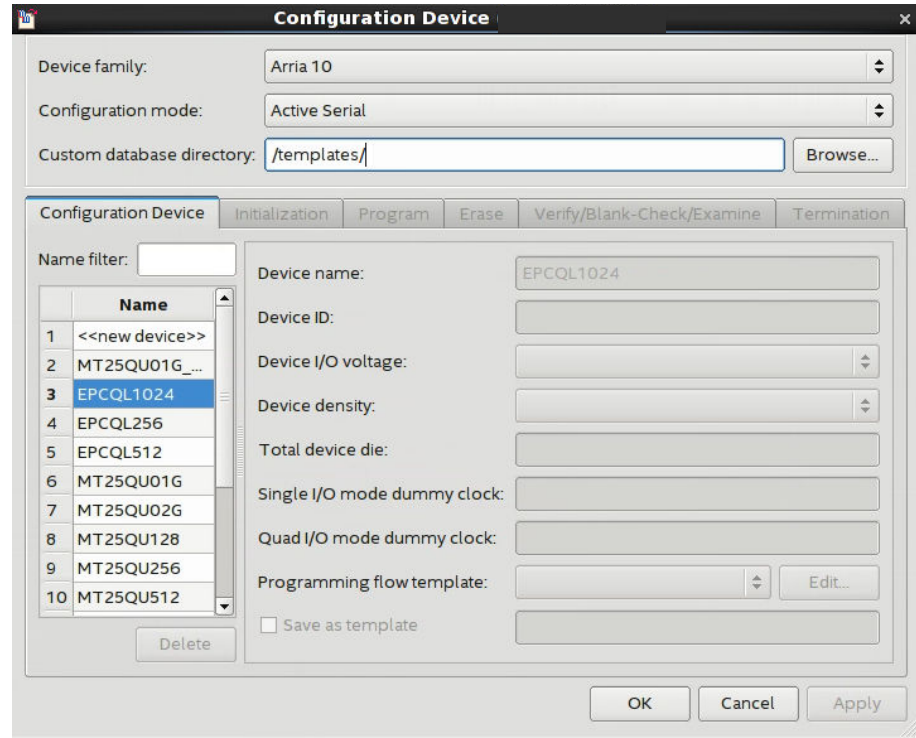 Configuration Device
Device family: Arria 10
Configuration mode: Active Serial
Custom database directory: /templates/ Browse...
Configuration Device Initialization Program Erase Verify/Blank-Check/Examine Termination
Name filter:
Name
1 <<new device>>
2 MT25QU01G_...
3 EPCQL1024
4 EPCQL256
5 EPCQL512
6 MT25QU01G
7 MT25QU02G
8 MT25QU128
9 MT25QU256
10 MT25QU512
Delete
Device name: EPCQL1024
Device ID:
Device I/O voltage:
Device density:
Total device die:
Single I/O mode dummy clock:
Quad I/O mode dummy clock:
Programming flow template: Edit...
Save as template
OK Cancel Apply